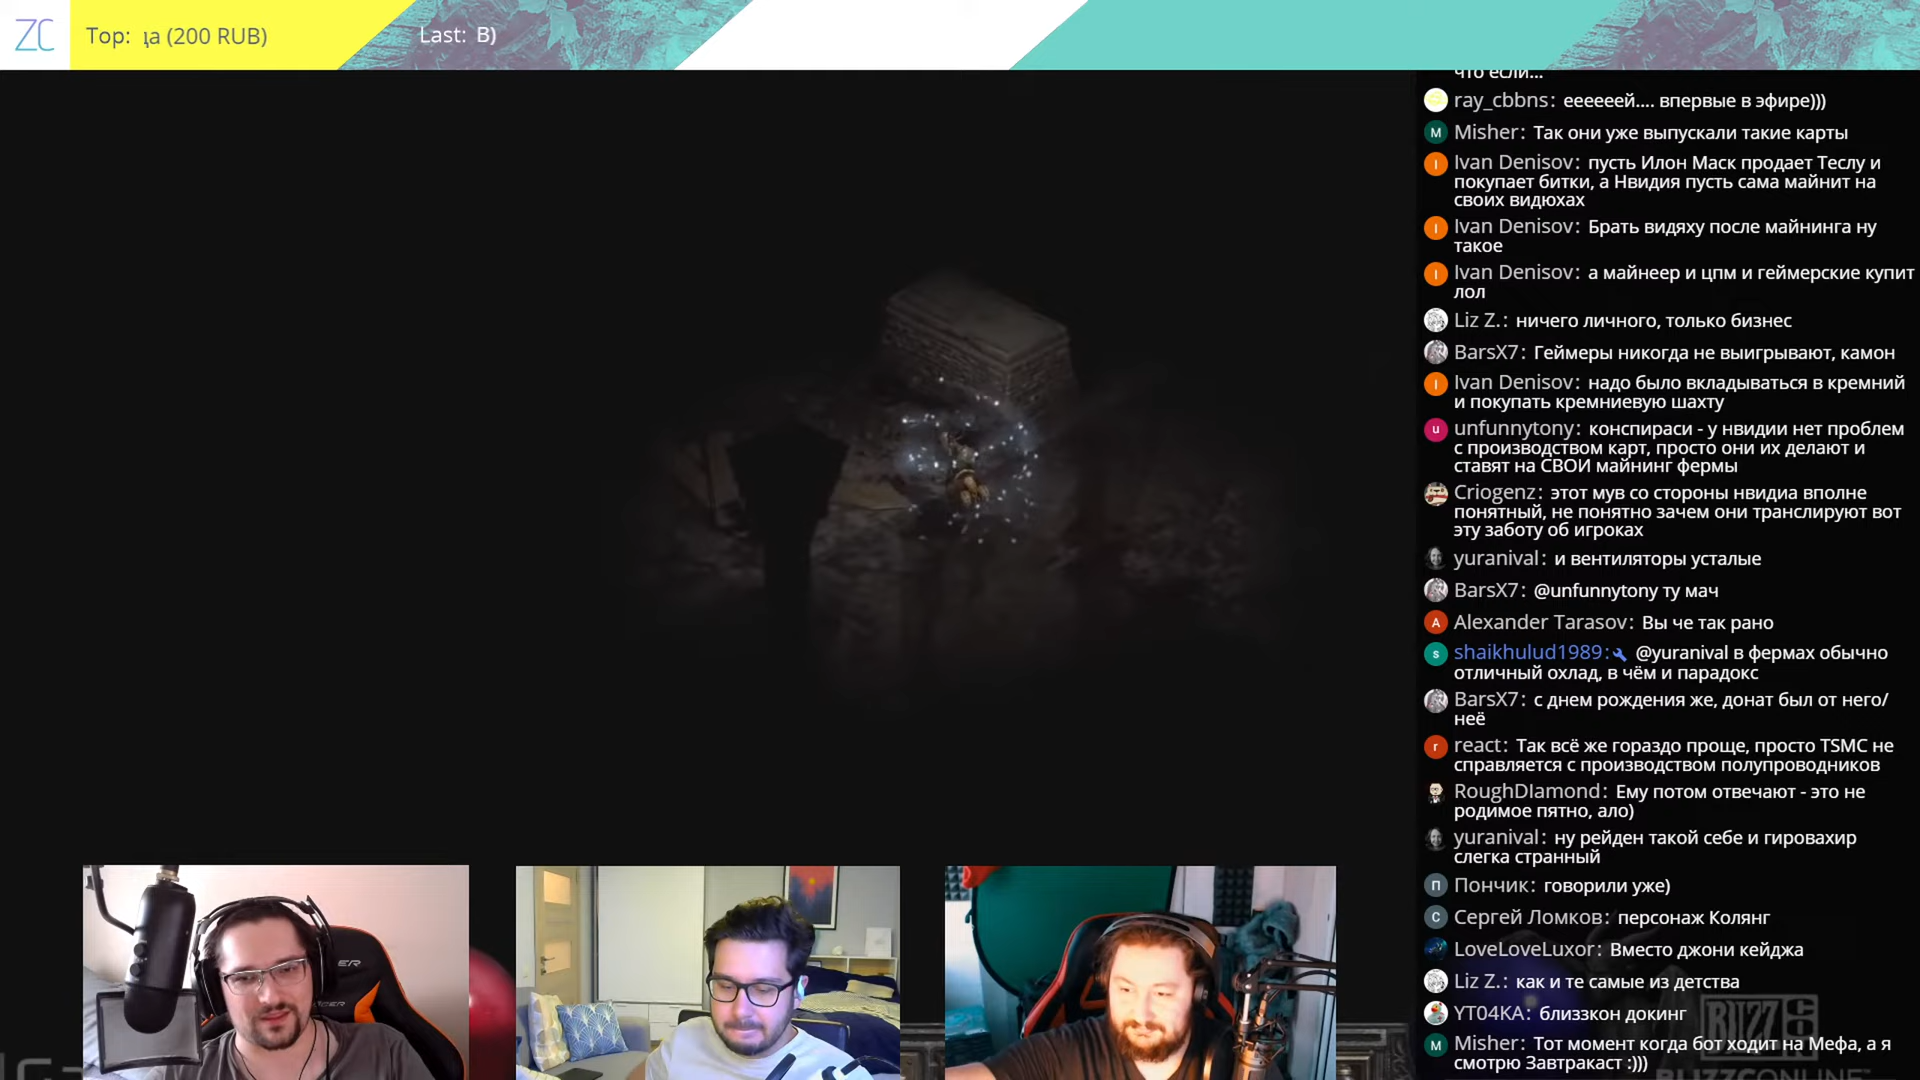 ZC
Top: ца (200 RUB)
Last: B)
что если...
ray_cbbns: еееееей.... впервые в эфире)))
Misher: Так они уже выпускали такие карты
Ivan Denisov: пусть Илон Маск продает Теслу и
покупает битки, а Нвидия пусть сама майнит на
своих видюхах
Ivan Denisov: Брать видяху после майнинга ну
такое
Ivan Denisov: а майнеер и цпм и геймерские купит
лол
Liz Z.: ничего личного, только бизнес
BarsX7: Геймеры никогда не выигрывают, камон
Ivan Denisov: надо было вкладываться в кремний
и покупать кремниевую шахту
unfunnytony: конспираси - у нвидии нет проблем
с производством карт, просто они их делают и
ставят на СВОИ майнинг фермы
Criogenz: этот мув со стороны нвидиа вполне
понятный, не понятно зачем они транслируют вот
эту заботу об игроках
yuranival: и вентиляторы усталые
BarsX7: @unfunnytony ту мач
Alexander Tarasov: Вы че так рано
shaikhulud1989: @yuranival в фермах обычно
отличный охлад, в чём и парадокс
BarsX7: с днем рождения же, донат был от него/
неё
react: Так всё же гораздо проще, просто TSMC не
справляется с производством полупроводников
RoughDIamond: Ему потом отвечают - это не
родимое пятно, ало)
yuranival: ну рейден такой себе и гировахир
слегка странный
Пончик: говорили уже)
Сергей Ломков: персонаж Колянг
LoveLoveLuxor: Вместо джони кейджа
Liz Z.: как и те самые из детства
YT04KA: близзкон докинг
Misher: Тот момент когда бот ходит на Мефа, а я
смотрю Завтракаст :)))
BLIZZCONLINE